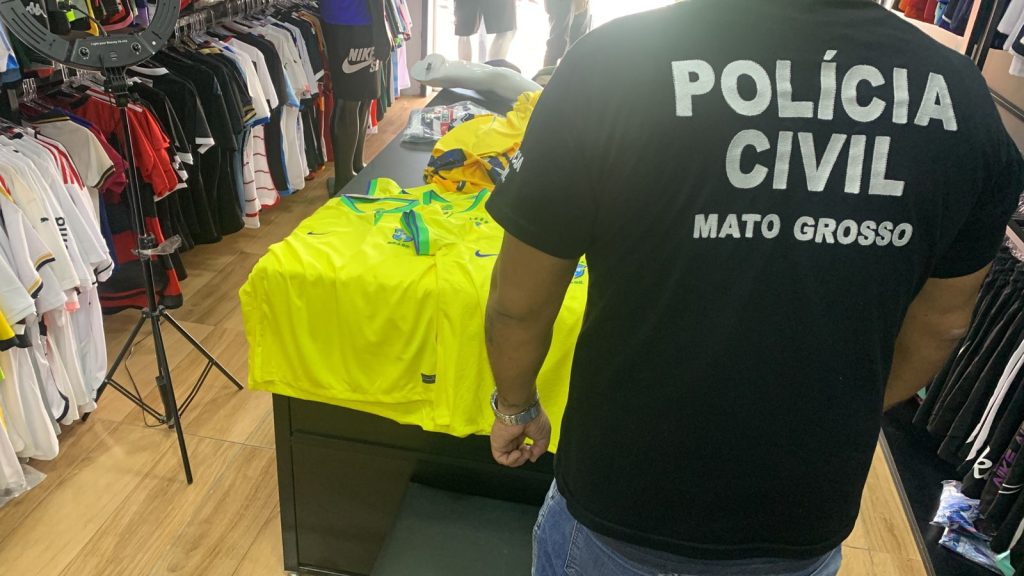 POLÍCIA
CIVIL
MATO GROSSO
NIKE